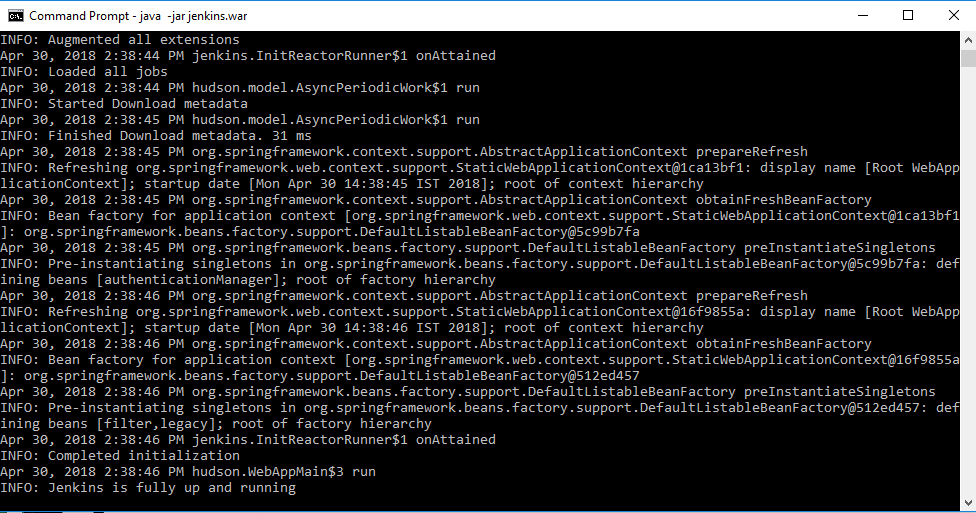 Command Prompt - java  -jar jenkins.war
INFO: Augmented all extensions
Apr 30, 2018 2:38:44 PM jenkins.InitReactorRunner$1 onAttained
INFO: Loaded all jobs
Apr 30, 2018 2:38:44 PM hudson.model.AsyncPeriodicWork$1 run
INFO: Started Download metadata
Apr 30, 2018 2:38:45 PM hudson.model.AsyncPeriodicWork$1 run
INFO: Finished Download metadata. 31 ms
Apr 30, 2018 2:38:45 PM org.springframework.context.support.AbstractApplicationContext prepareRefresh
INFO: Refreshing org.springframework.web.context.support.StaticWebApplicationContext@1ca13bf1: display name [Root WebApp
licationContext]; startup date [Mon Apr 30 14:38:45 IST 2018]; root of context hierarchy
Apr 30, 2018 2:38:45 PM org.springframework.context.support.AbstractApplicationContext obtainFreshBeanFactory
INFO: Bean factory for application context [org.springframework.web.context.support.StaticWebApplicationContext@1ca13bf1
]: org.springframework.beans.factory.support.DefaultListableBeanFactory@5c99b7fa
Apr 30, 2018 2:38:45 PM org.springframework.beans.factory.support.DefaultListableBeanFactory preInstantiateSingletons
INFO: Pre-instantiating singletons in org.springframework.beans.factory.support.DefaultListableBeanFactory@5c99b7fa: def
ining beans [authenticationManager]; root of factory hierarchy
Apr 30, 2018 2:38:46 PM org.springframework.context.support.AbstractApplicationContext prepareRefresh
INFO: Refreshing org.springframework.web.context.support.StaticWebApplicationContext@16f9855a: display name [Root WebApp
licationContext]; startup date [Mon Apr 30 14:38:46 IST 2018]; root of context hierarchy
Apr 30, 2018 2:38:46 PM org.springframework.context.support.AbstractApplicationContext obtainFreshBeanFactory
INFO: Bean factory for application context [org.springframework.web.context.support.StaticWebApplicationContext@16f9855a
]: org.springframework.beans.factory.support.DefaultListableBeanFactory@512ed457
Apr 30, 2018 2:38:46 PM org.springframework.beans.factory.support.DefaultListableBeanFactory preInstantiateSingletons
INFO: Pre-instantiating singletons in org.springframework.beans.factory.support.DefaultListableBeanFactory@512ed457: def
ining beans [filter,legacy]; root of factory hierarchy
Apr 30, 2018 2:38:46 PM jenkins.InitReactorRunner$1 onAttained
INFO: Completed initialization
Apr 30, 2018 2:38:46 PM hudson.WebAppMain$3 run
INFO: Jenkins is fully up and running